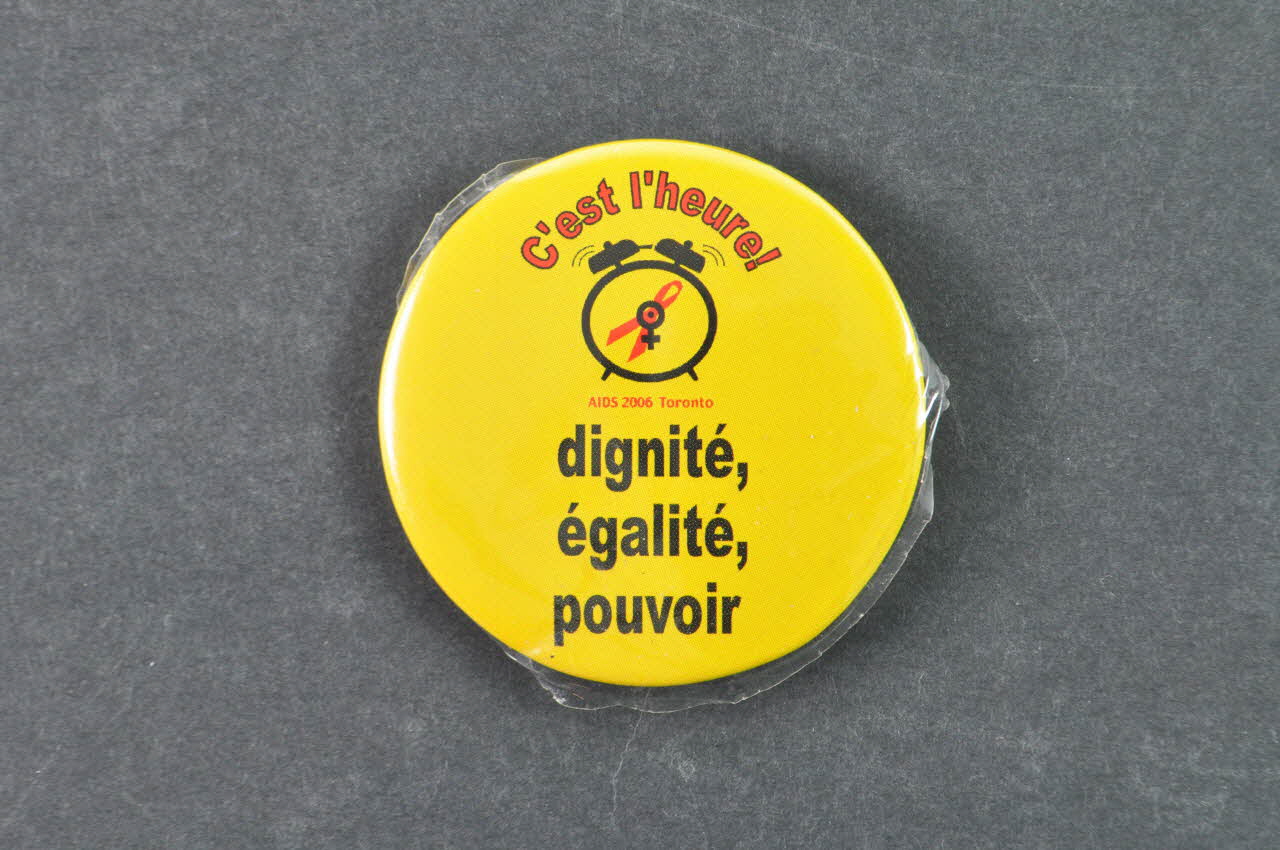 C'est l'heure!
AIDS 2006 Toronto
dignité,
égalité,
pouvoir